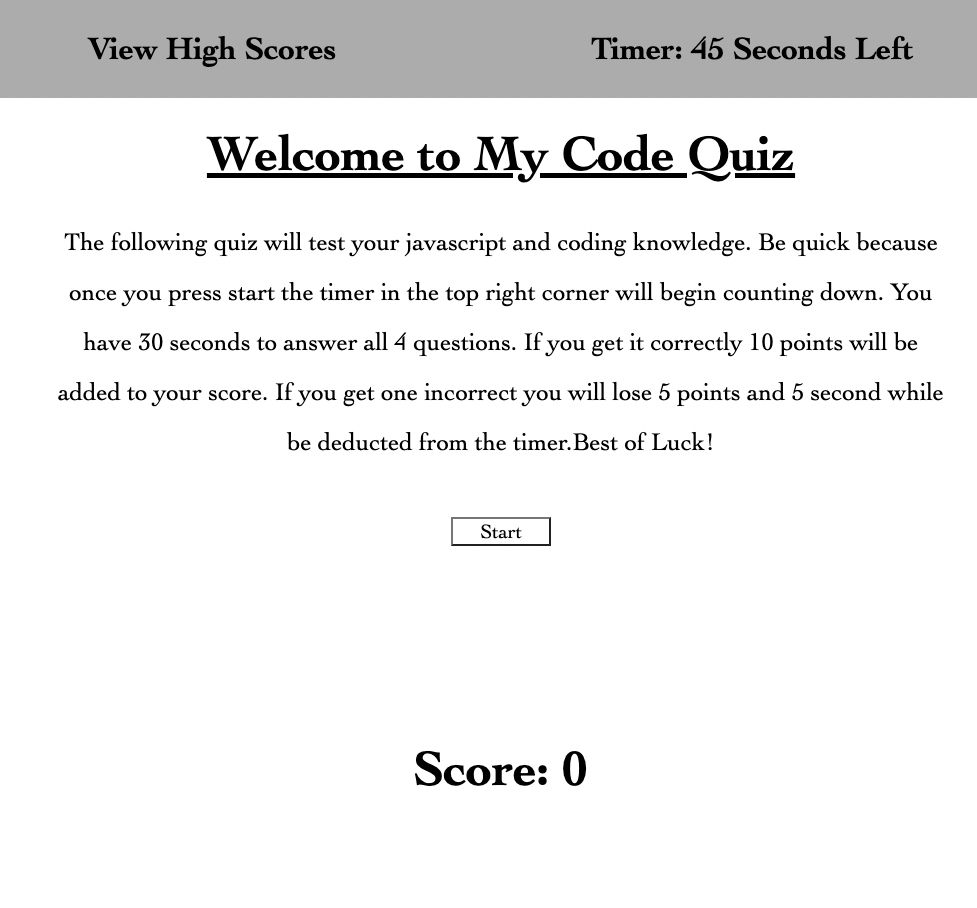 View High Scores
Timer: 45 Seconds Left
Welcome to My Code Quiz
The following quiz will test your javascript and coding knowledge. Be quick because
once you press start the timer in the top right corner will begin counting down. You
have 30 seconds to answer all 4 questions. If you get it correctly 10 points will be
added to your score. If you get one incorrect you will lose 5 points and 5 second while
be deducted from the timer.Best of Luck!
Start
Score: 0